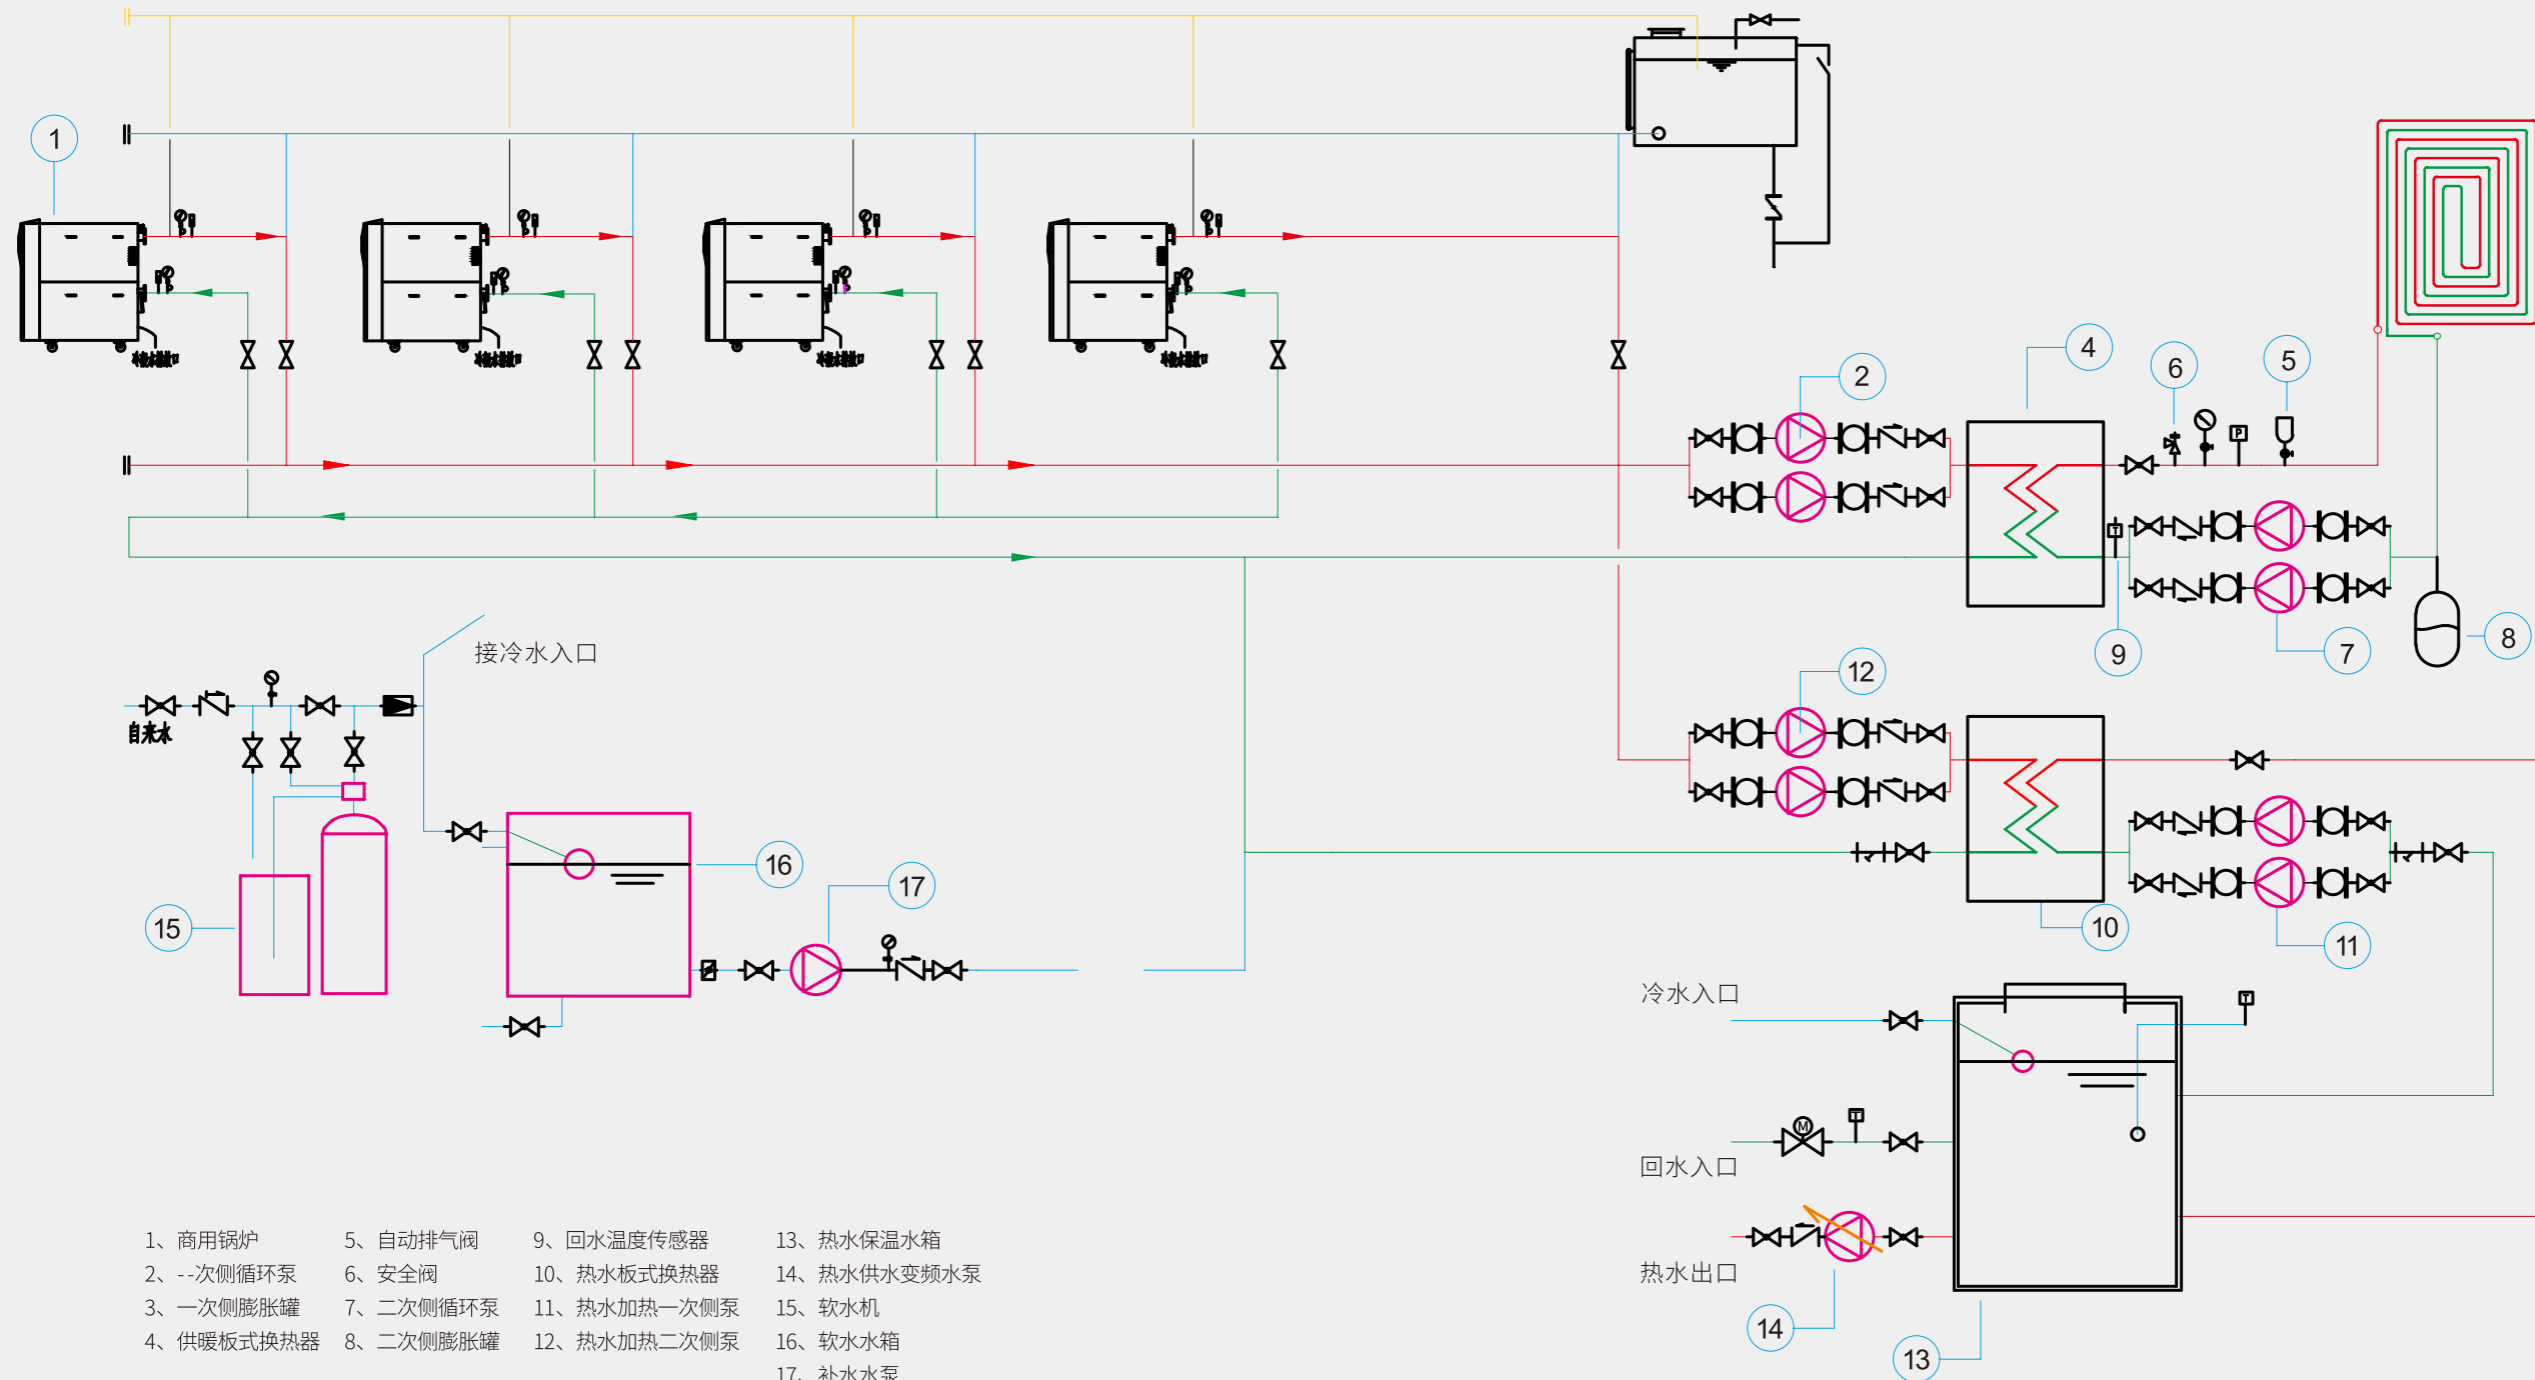 1
4
6
5
2
P
T
接冷水入口
12
9
7
8
自来水
16
17
15
10
11
冷水入口
T
M
T
回水入口
热水出口
14
13
1、商用锅炉
2、--次侧循环泵
3、一次侧膨胀罐
4、供暖板式换热器
5、自动排气阀
6、安全阀
7、二次侧循环泵
8、二次侧膨胀罐
9、回水温度传感器
10、热水板式换热器
11、热水加热一次侧泵
12、热水加热二次侧泵
13、热水保温水箱
14、热水供水变频水泵
15、软水机
16、软水水箱
17、补水水泵